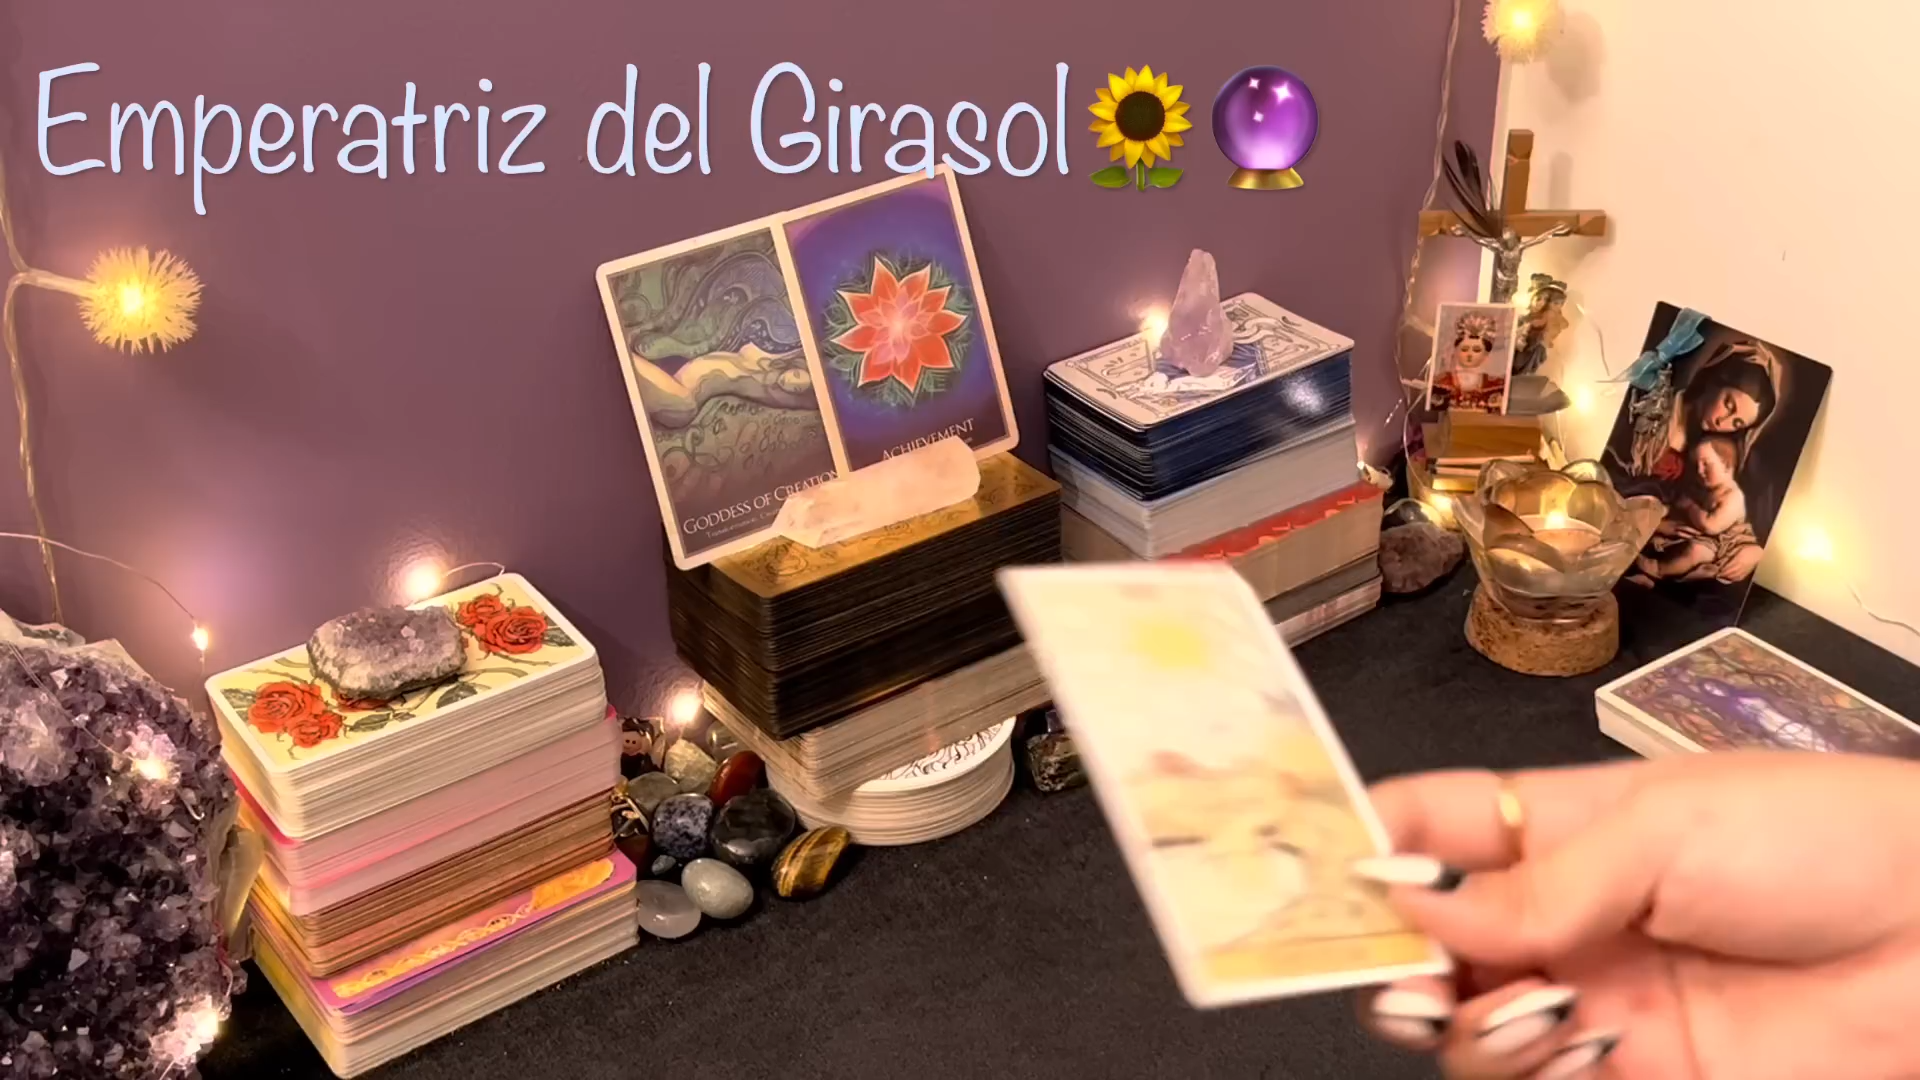 Emperatriz del Girasol🌻🔮
GODDESS OF CREATION
ACHIEVEMENT